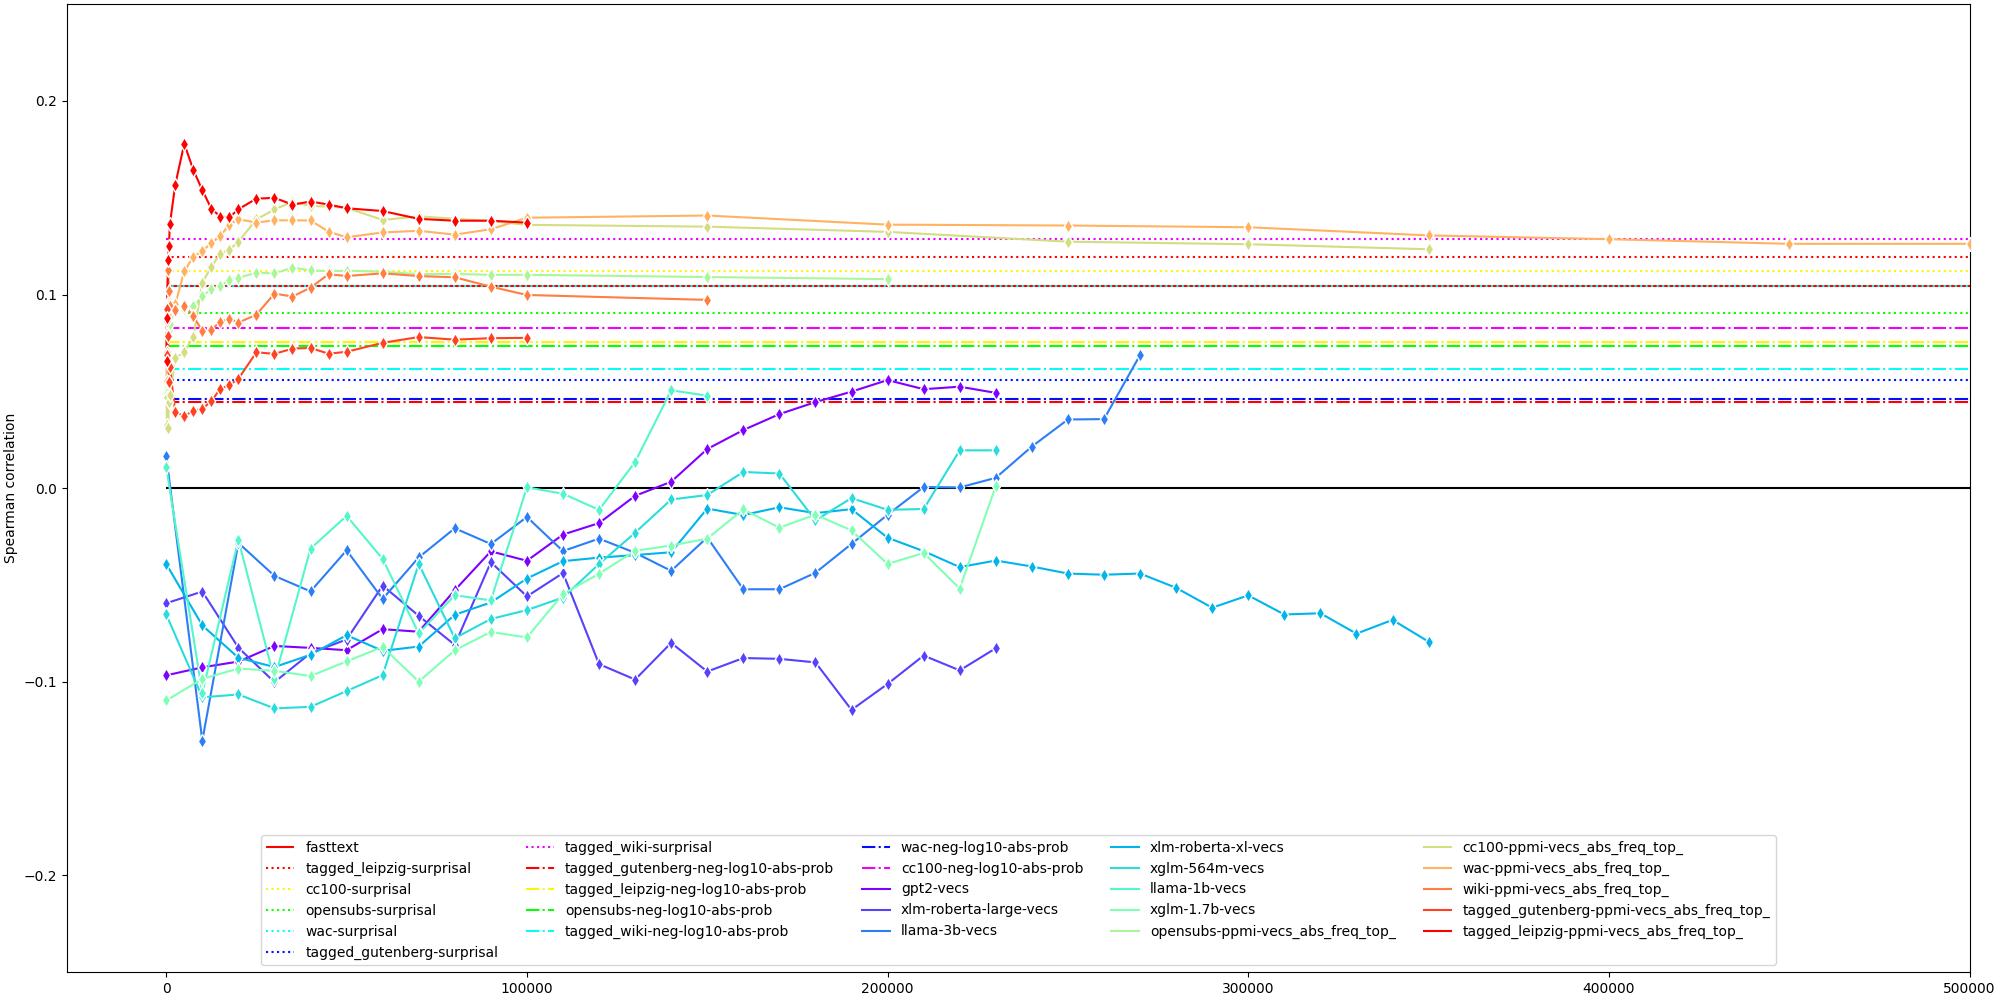 0.2
0.1
0.0
−0.1
−0.2
Spearman correlation
0
100000
200000
300000
400000
500000
fasttext
tagged_leipzig-surprisal
cc100-surprisal
opensubs-surprisal
wac-surprisal
tagged_gutenberg-surprisal
tagged_wiki-surprisal
tagged_gutenberg-neg-log10-abs-prob
tagged_leipzig-neg-log10-abs-prob
opensubs-neg-log10-abs-prob
tagged_wiki-neg-log10-abs-prob
wac-neg-log10-abs-prob
cc100-neg-log10-abs-prob
gpt2-vecs
xlm-roberta-large-vecs
llama-3b-vecs
xlm-roberta-xl-vecs
xglm-564m-vecs
llama-1b-vecs
xglm-1.7b-vecs
opensubs-ppmi-vecs_abs_freq_top_
cc100-ppmi-vecs_abs_freq_top_
wac-ppmi-vecs_abs_freq_top_
wiki-ppmi-vecs_abs_freq_top_
tagged_gutenberg-ppmi-vecs_abs_freq_top_
tagged_leipzig-ppmi-vecs_abs_freq_top_